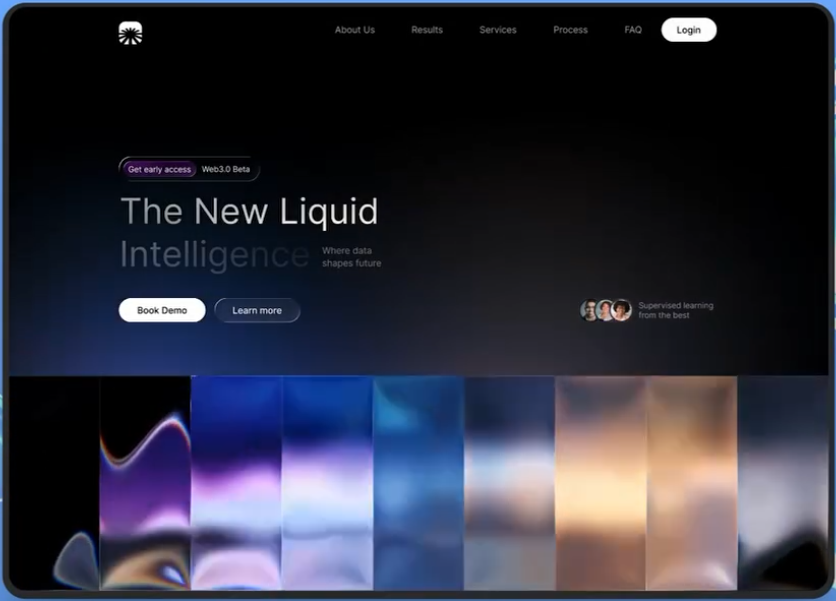 About Us
Results
Services
Process
FAQ
Login
Get early access
Web3.0 Beta
The New Liquid
Intelligence
Where data
shapes future
Book Demo
Learn more
Supervised learning
from the best